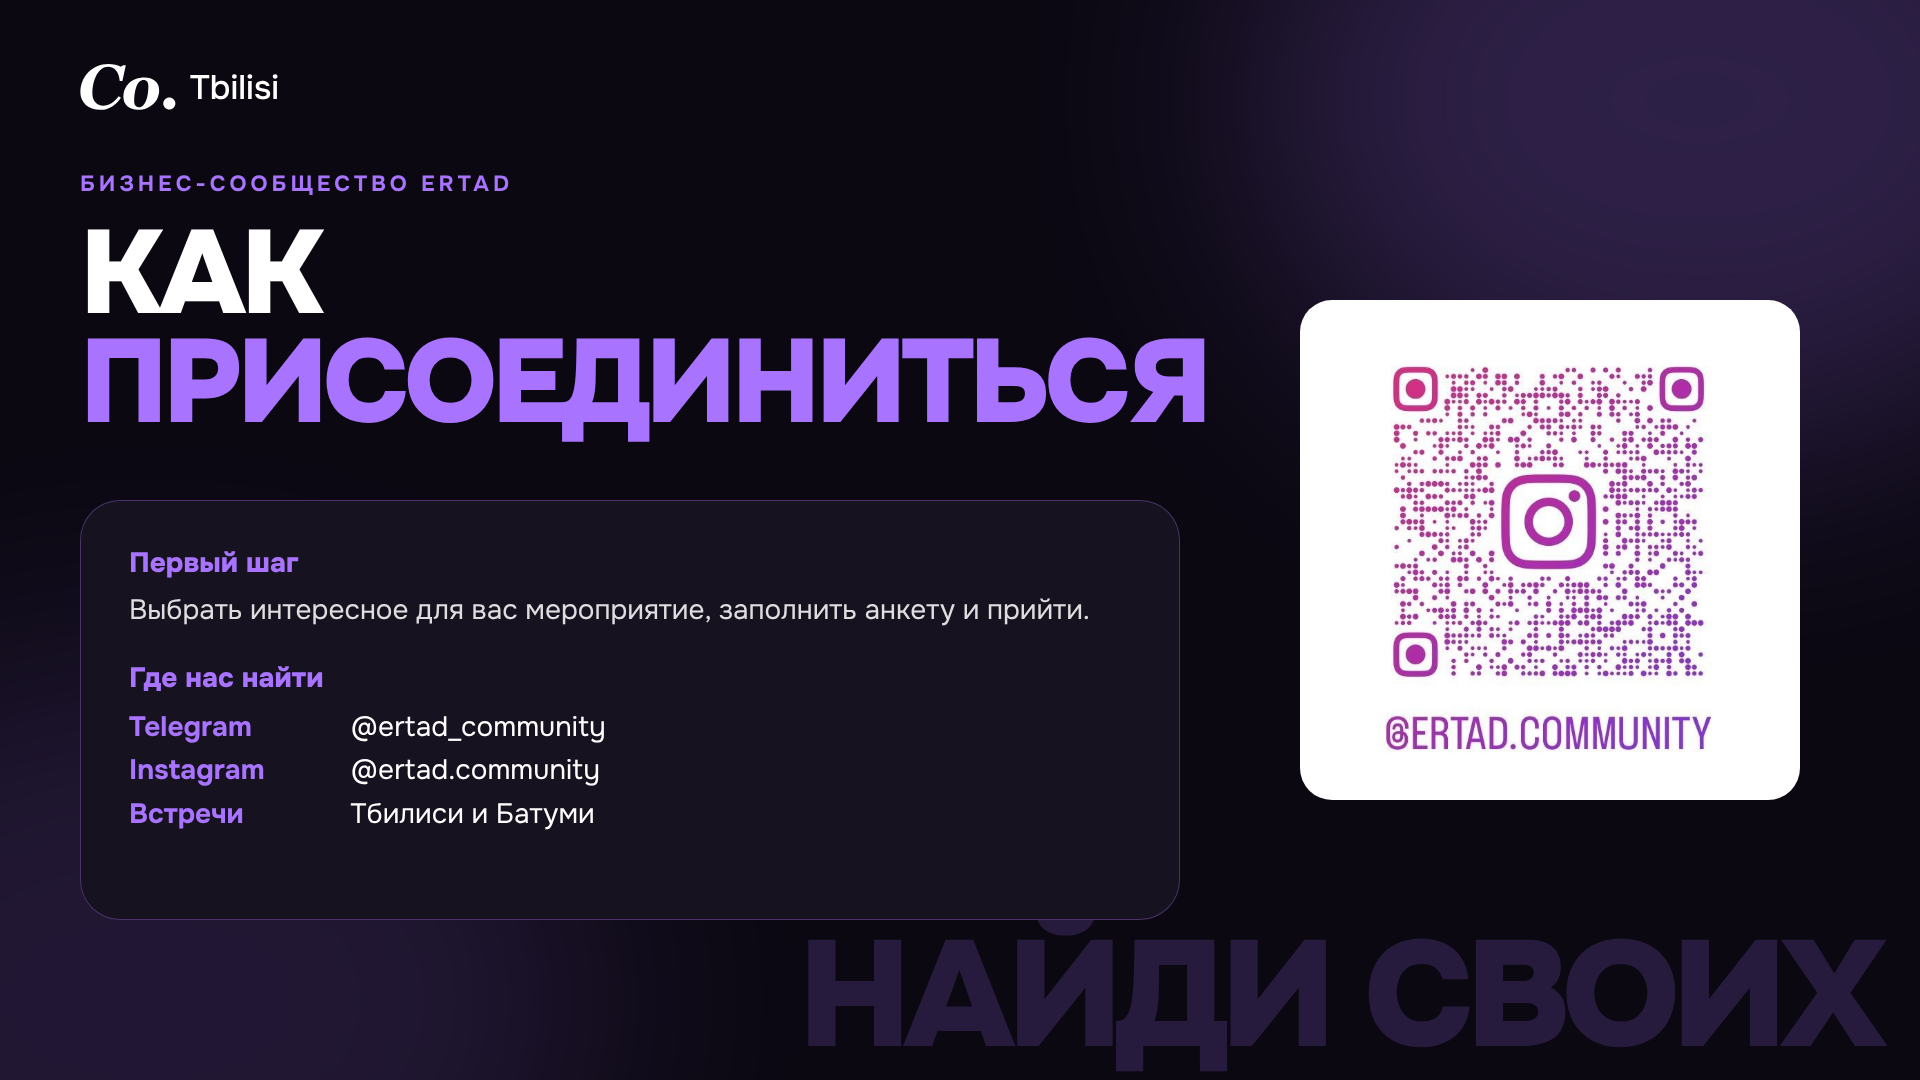 Co. Tbilisi
БИЗНЕС-СООБЩЕСТВО ERTAD
КАК
ПРИСОЕДИНИТЬСЯ
Первый шаг
Выбрать интересное для вас мероприятие, заполнить анкету и прийти.
Где нас найти
Telegram @ertad_community
Instagram @ertad.community
Встречи Тбилиси и Батуми
@ERTAD.COMMUNITY
НАЙДИ СВОИХ